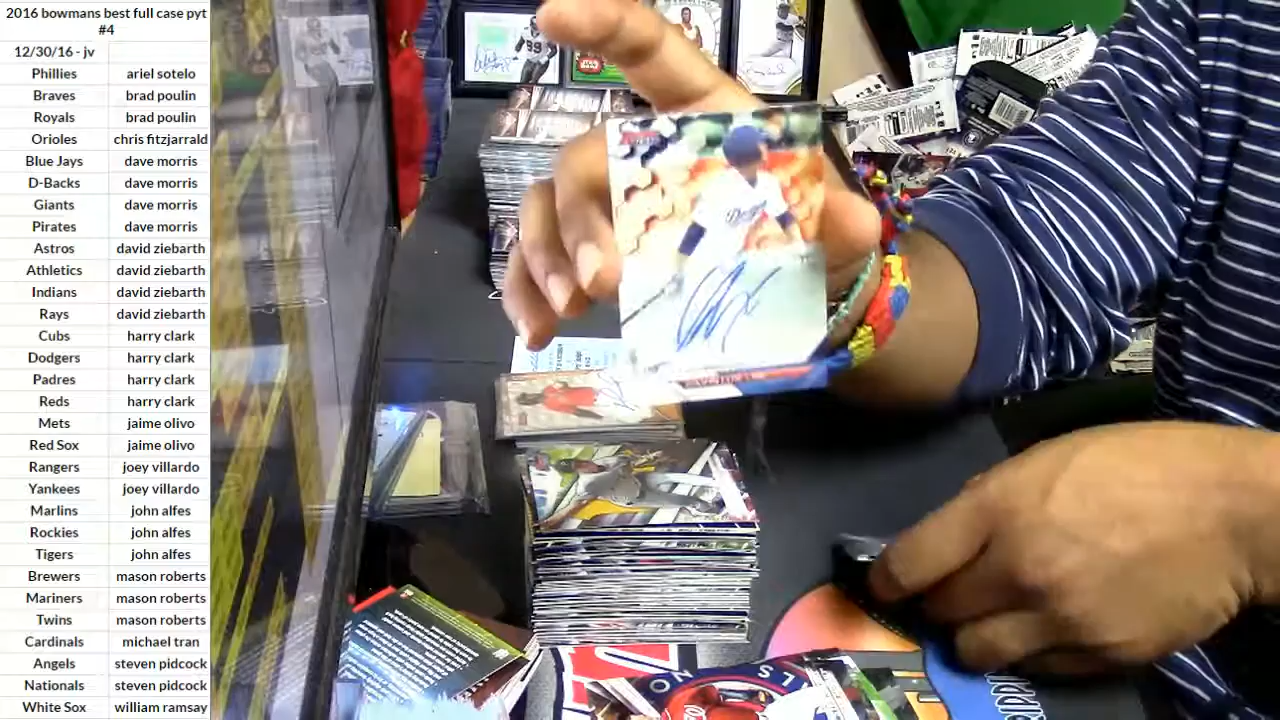 2016 bowmans best full case pyt
#4
12/30/16 - jv
Phillies ariel sotelo
Braves brad poulin
Royals brad poulin
Orioles chris fitzjarrald
Blue Jays dave morris
D-Backs dave morris
Giants dave morris
Pirates dave morris
Astros david ziebarth
Athletics david ziebarth
Indians david ziebarth
Rays david ziebarth
Cubs harry clark
Dodgers harry clark
Padres harry clark
Reds harry clark
Mets jaime olivo
Red Sox jaime olivo
Rangers joey villardo
Yankees joey villardo
Marlins john alfes
Rockies john alfes
Tigers john alfes
Brewers mason roberts
Mariners mason roberts
Twins mason roberts
Cardinals michael tran
Angels steven pidcock
Nationals steven pidcock
White Sox william ramsay